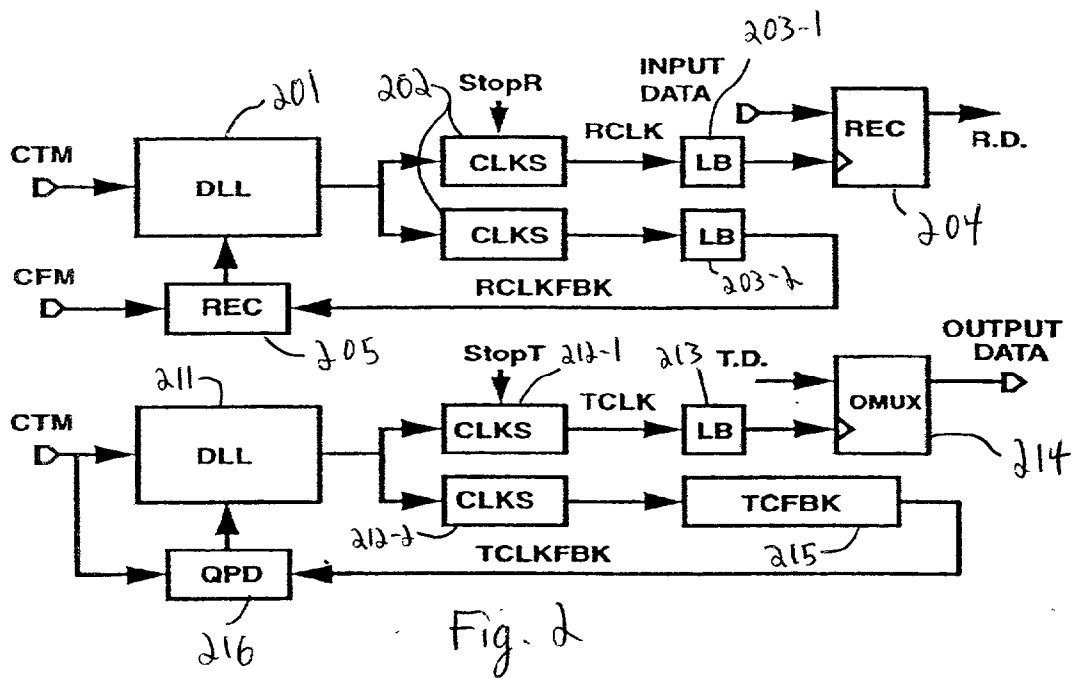 203-1
201
202
StopR
INPUT
DATA
CTM
DLL
CLKS
RCLK
LB
REC
R.D.
204
CLKS
LB
203-2
CFM
REC
RCLKFBK
205
StopT
212-1
213
T.D.
OUTPUT
DATA
211
CTM
DLL
CLKS
TCLK
LB
OMUX
214
CLKS
TCFBK
212-2
215
QPD
TCLKFBK
216
Fig. 2